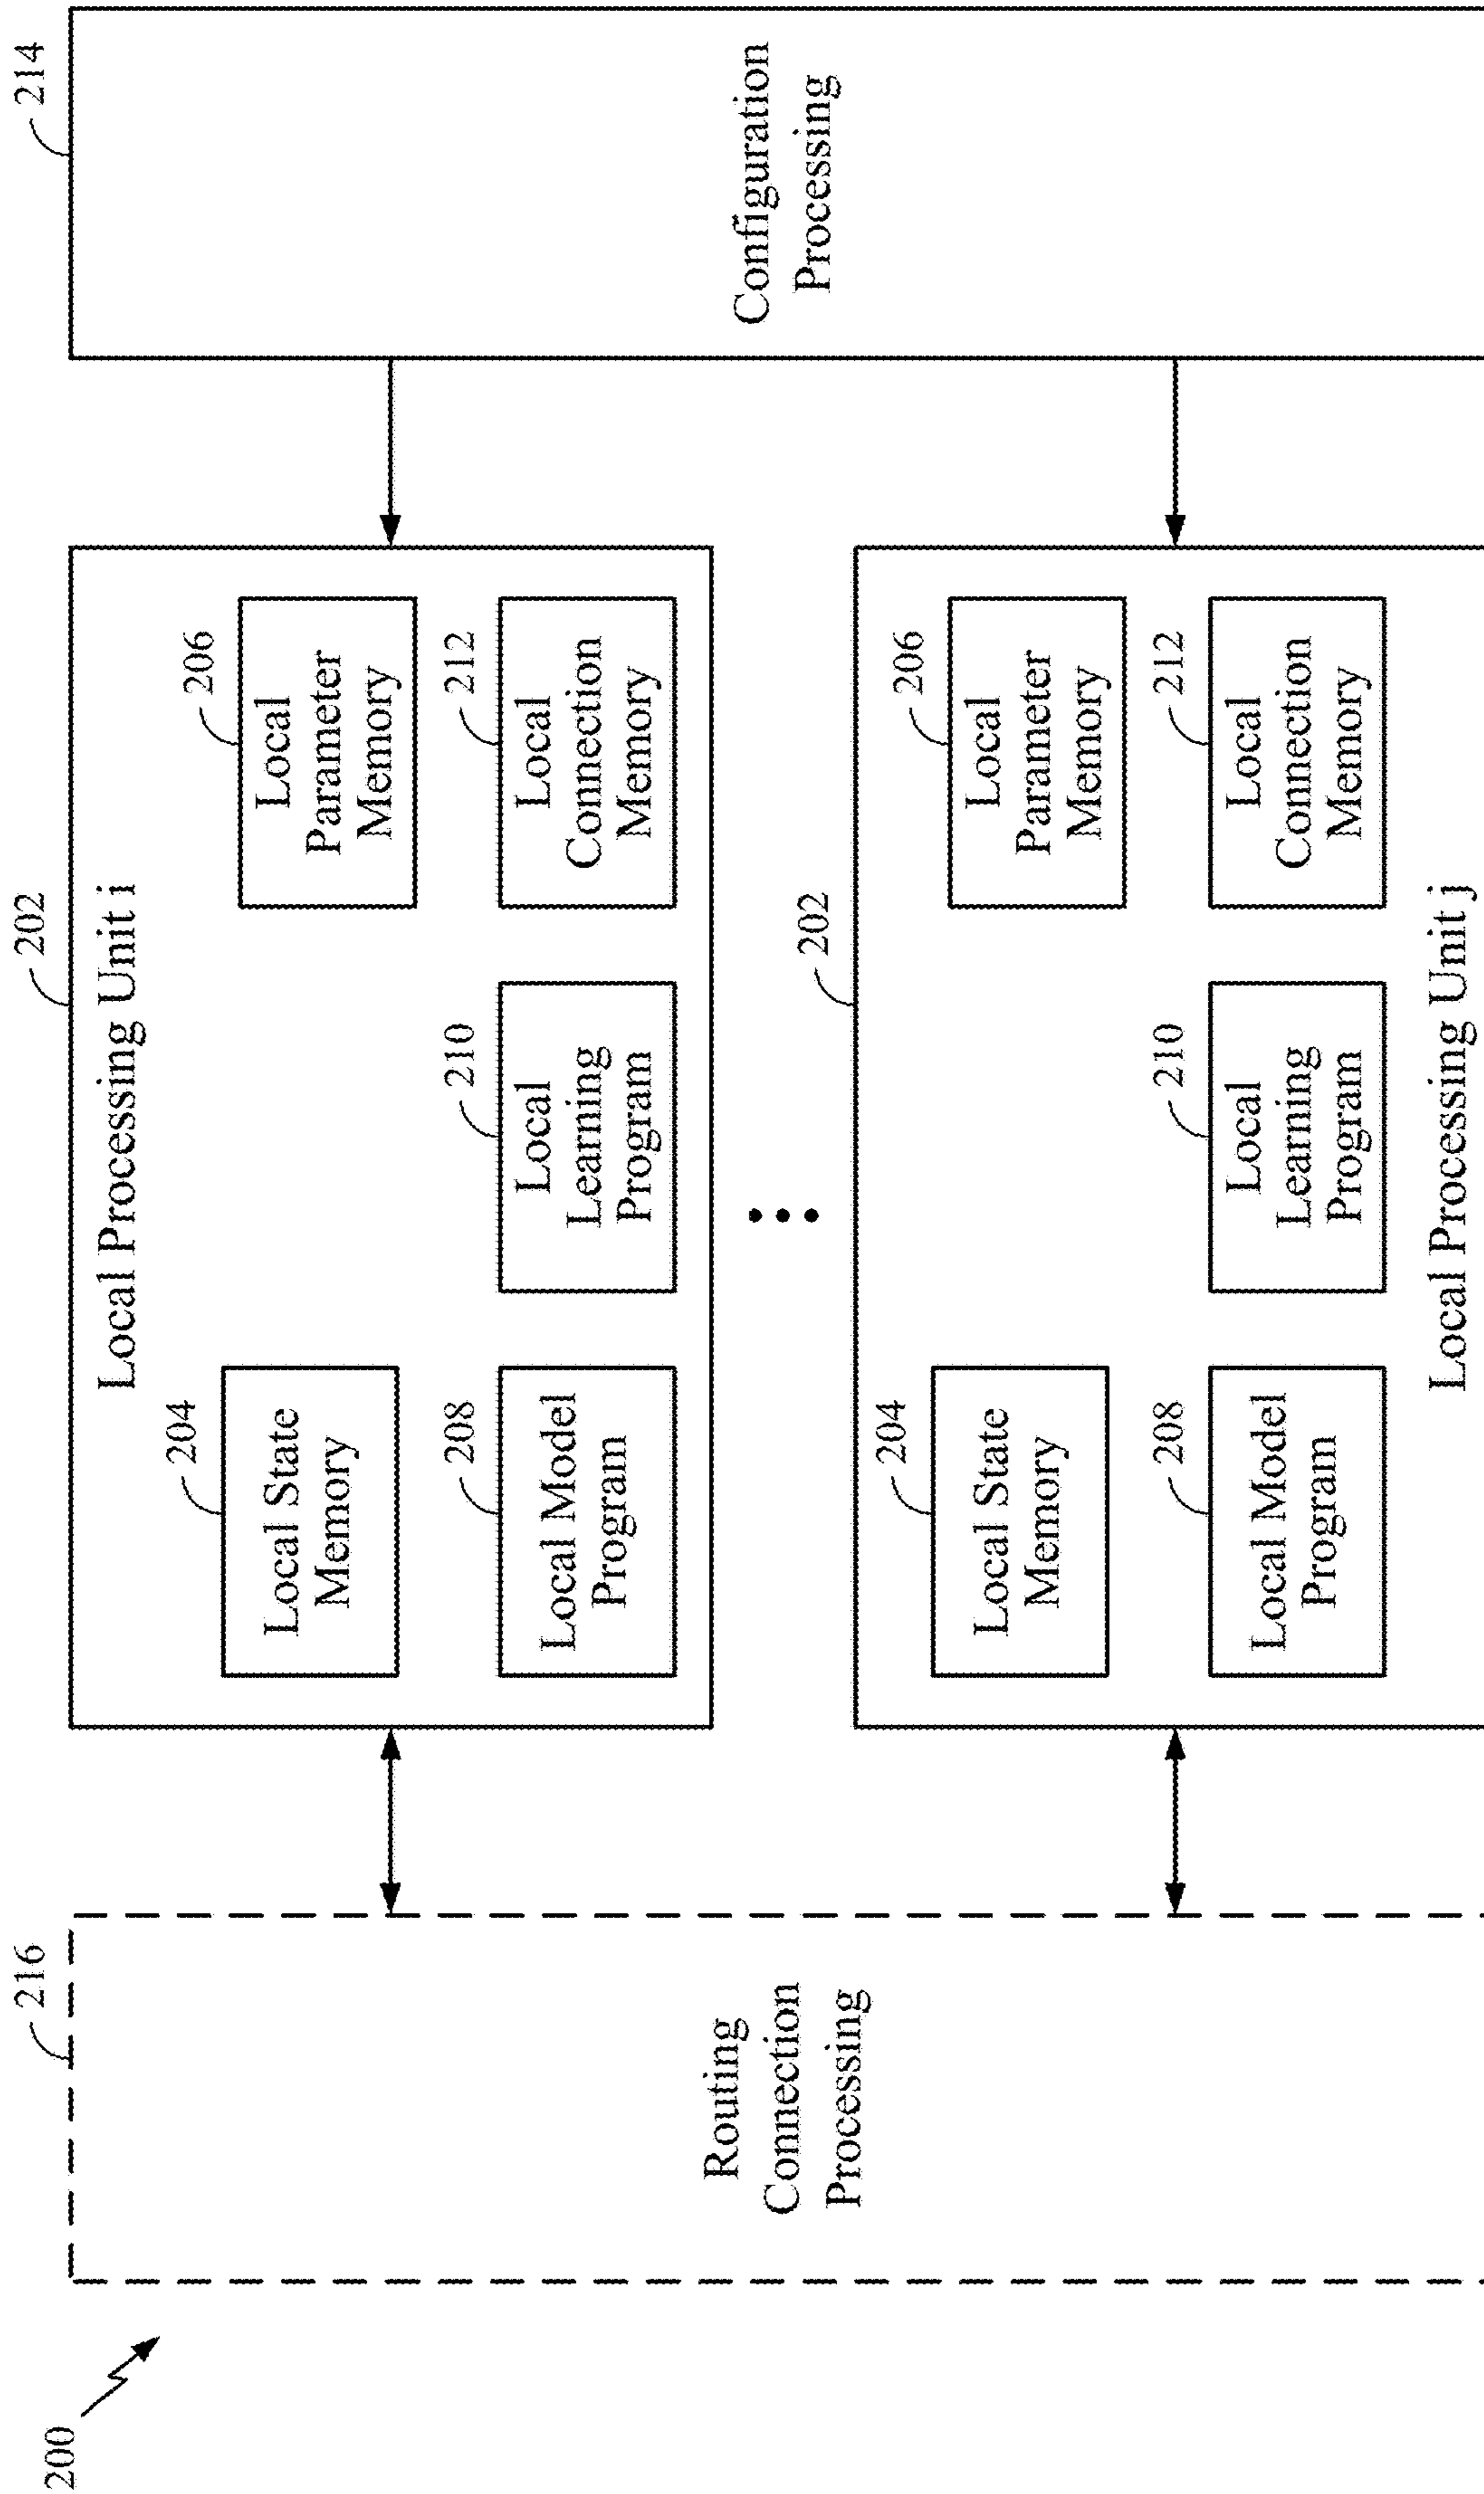 200
216
Routing
Connection
Processing
202
Local Processing Unit i
204
Local State
Memory
206
Local
Parameter
Memory
208
Local Model
Program
210
Local
Learning
Program
212
Local
Connection
Memory
202
204
Local State
Memory
206
Local
Parameter
Memory
208
Local Model
Program
210
Local
Learning
Program
212
Local
Connection
Memory
Local Processing Unit j
214
Configuration
Processing